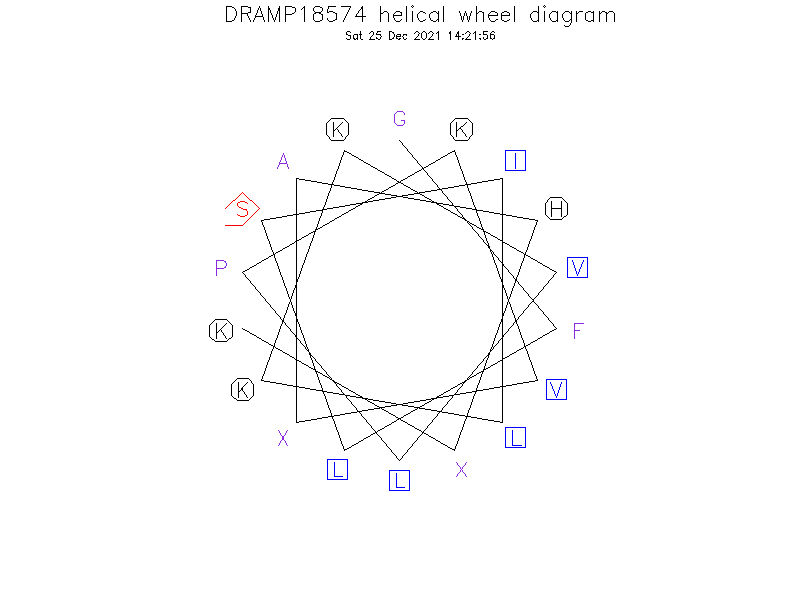 DRAMP18574 helical wheel diagram
Sat 25 Dec 2021 14:21:56
G
K K
A I
S H
P V
K F
K V
X L
L X
L